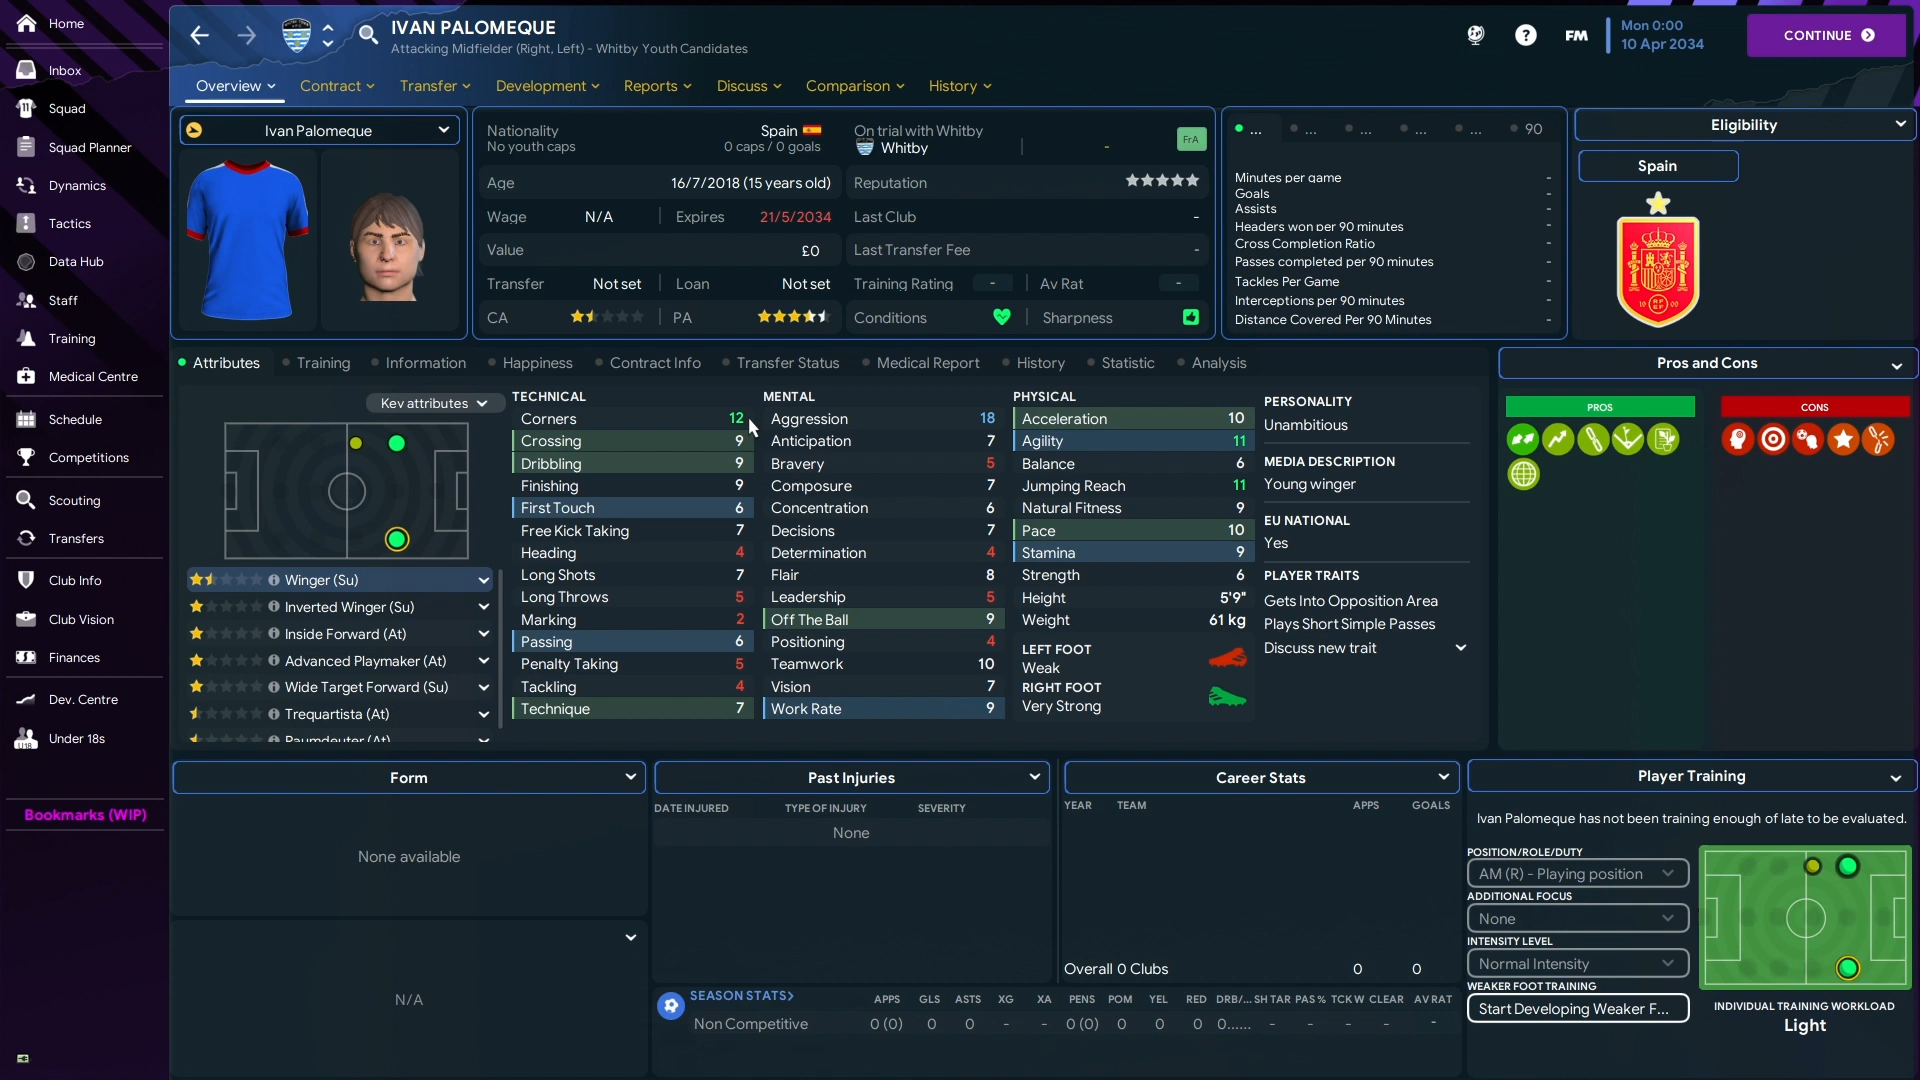 Home
Inbox
Squad
Squad Planner
Dynamics
Tactics
Data Hub
Staff
Training
Medical Centre
Schedule
Competitions
Scouting
Transfers
Club Info
Club Vision
Finances
Dev. Centre
Under 18s
Bookmarks (WIP)
IVAN PALOMEQUE
Attacking Midfielder (Right, Left) - Whitby Youth Candidates
FM
Mon 0:00
10 Apr 2034
CONTINUE
Overview
Contract
Transfer
Development
Reports
Discuss
Comparison
History
Ivan Palomeque
Nationality Spain
No youth caps 0 caps / 0 goals
Age 16/7/2018 (15 years old)
Wage N/A Expires 21/5/2034
Value £0
Transfer Not set Loan Not set
CA PA
On trial with Whitby
Whitby - FrA
Reputation
Last Club -
Last Transfer Fee
Training Rating - Av Rat -
Conditions Sharpness
... ... ... ... ... 90
Minutes per game -
Goals -
Assists -
Headers won per 90 minutes -
Cross Completion Ratio -
Passes completed per 90 minutes -
Tackles Per Game -
Interceptions per 90 minutes -
Distance Covered Per 90 Minutes -
Eligibility
Spain
Attributes
Training
Information
Happiness
Contract Info
Transfer Status
Medical Report
History
Statistic
Analysis
Key attributes
Winger (Su)
Inverted Winger (Su)
Inside Forward (At)
Advanced Playmaker (At)
Wide Target Forward (Su)
Trequartista (At)
Raumdeuter (At)
TECHNICAL
Corners 12
Crossing 9
Dribbling 9
Finishing 9
First Touch 6
Free Kick Taking 7
Heading 4
Long Shots 7
Long Throws 5
Marking 2
Passing 6
Penalty Taking 5
Tackling 4
Technique 7
MENTAL
Aggression 18
Anticipation 7
Bravery 5
Composure 7
Concentration 6
Decisions 7
Determination 4
Flair 8
Leadership 5
Off The Ball 9
Positioning 4
Teamwork 10
Vision 7
Work Rate 9
PHYSICAL
Acceleration 10
Agility 11
Balance 6
Jumping Reach 11
Natural Fitness 9
Pace 10
Stamina 9
Strength 6
Height 5'9"
Weight 61 kg
LEFT FOOT
Weak
RIGHT FOOT
Very Strong
PERSONALITY
Unambitious
MEDIA DESCRIPTION
Young winger
EU NATIONAL
Yes
PLAYER TRAITS
Gets Into Opposition Area
Plays Short Simple Passes
Discuss new trait
Pros and Cons
PROS
CONS
Form
None available
N/A
Past Injuries
DATE INJURED TYPE OF INJURY SEVERITY
None
Career Stats
YEAR TEAM APPS GOALS
Overall 0 Clubs 0 0
SEASON STATS> APPS GLS ASTS XG XA PENS POM YEL RED DRB/... SH TAR PAS % TCK W CLEAR AV RAT
Non Competitive 0 (0) 0 0 - - 0 (0) 0 0 0 0...... - - - - -
Player Training
Ivan Palomeque has not been training enough of late to be evaluated.
POSITION/ROLE/DUTY
AM (R) - Playing position
ADDITIONAL FOCUS
None
INTENSITY LEVEL
Normal Intensity
WEAKER FOOT TRAINING
Start Developing Weaker F...
INDIVIDUAL TRAINING WORKLOAD
Light